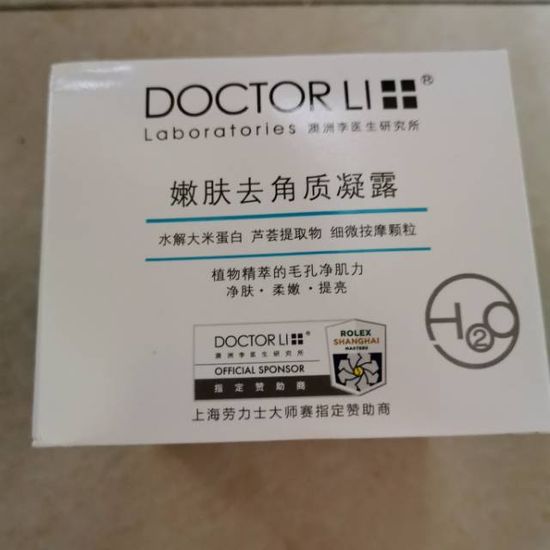 DOCTOR LI ®
Laboratories 澳洲李医生研究所
嫩肤去角质凝露
水解大米蛋白 芦荟提取物 细微按摩颗粒
植物精萃的毛孔净肌力
净肤·柔嫩·提亮
H2O
DOCTOR LI
澳洲李医生研究所
OFFICIAL SPONSOR
指定赞助商
ROLEX
SHANGHAI
MASTERS
上海劳力士大师赛指定赞助商